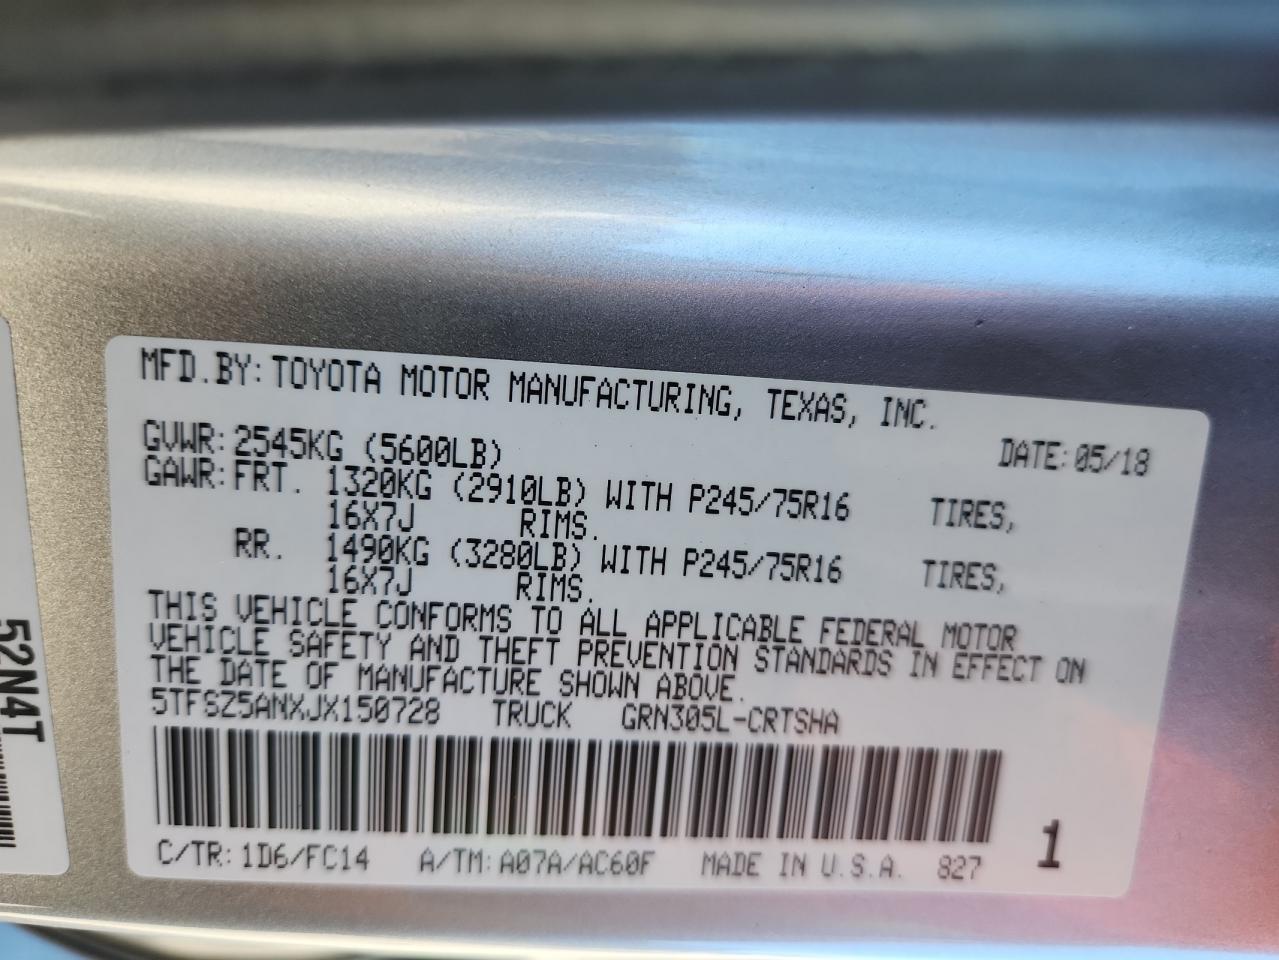 MFD.BY: TOYOTA MOTOR MANUFACTURING, TEXAS, INC.
GVWR: 2545KG (5600LB) DATE: 05/18
GAWR: FRT. 1320KG (2910LB) WITH P245/75R16 TIRES,
16X7J RIMS.
RR. 1490KG (3280LB) WITH P245/75R16 TIRES,
16X7J RIMS.
THIS VEHICLE CONFORMS TO ALL APPLICABLE FEDERAL MOTOR
VEHICLE SAFETY AND THEFT PREVENTION STANDARDS IN EFFECT ON
THE DATE OF MANUFACTURE SHOWN ABOVE.
5TFSZ5ANXJX150728 TRUCK GRN305L-CRTSHA
C/TR: 1D6/FC14 A/TM: A07A/AC60F MADE IN U.S.A. 827 1
52N4T